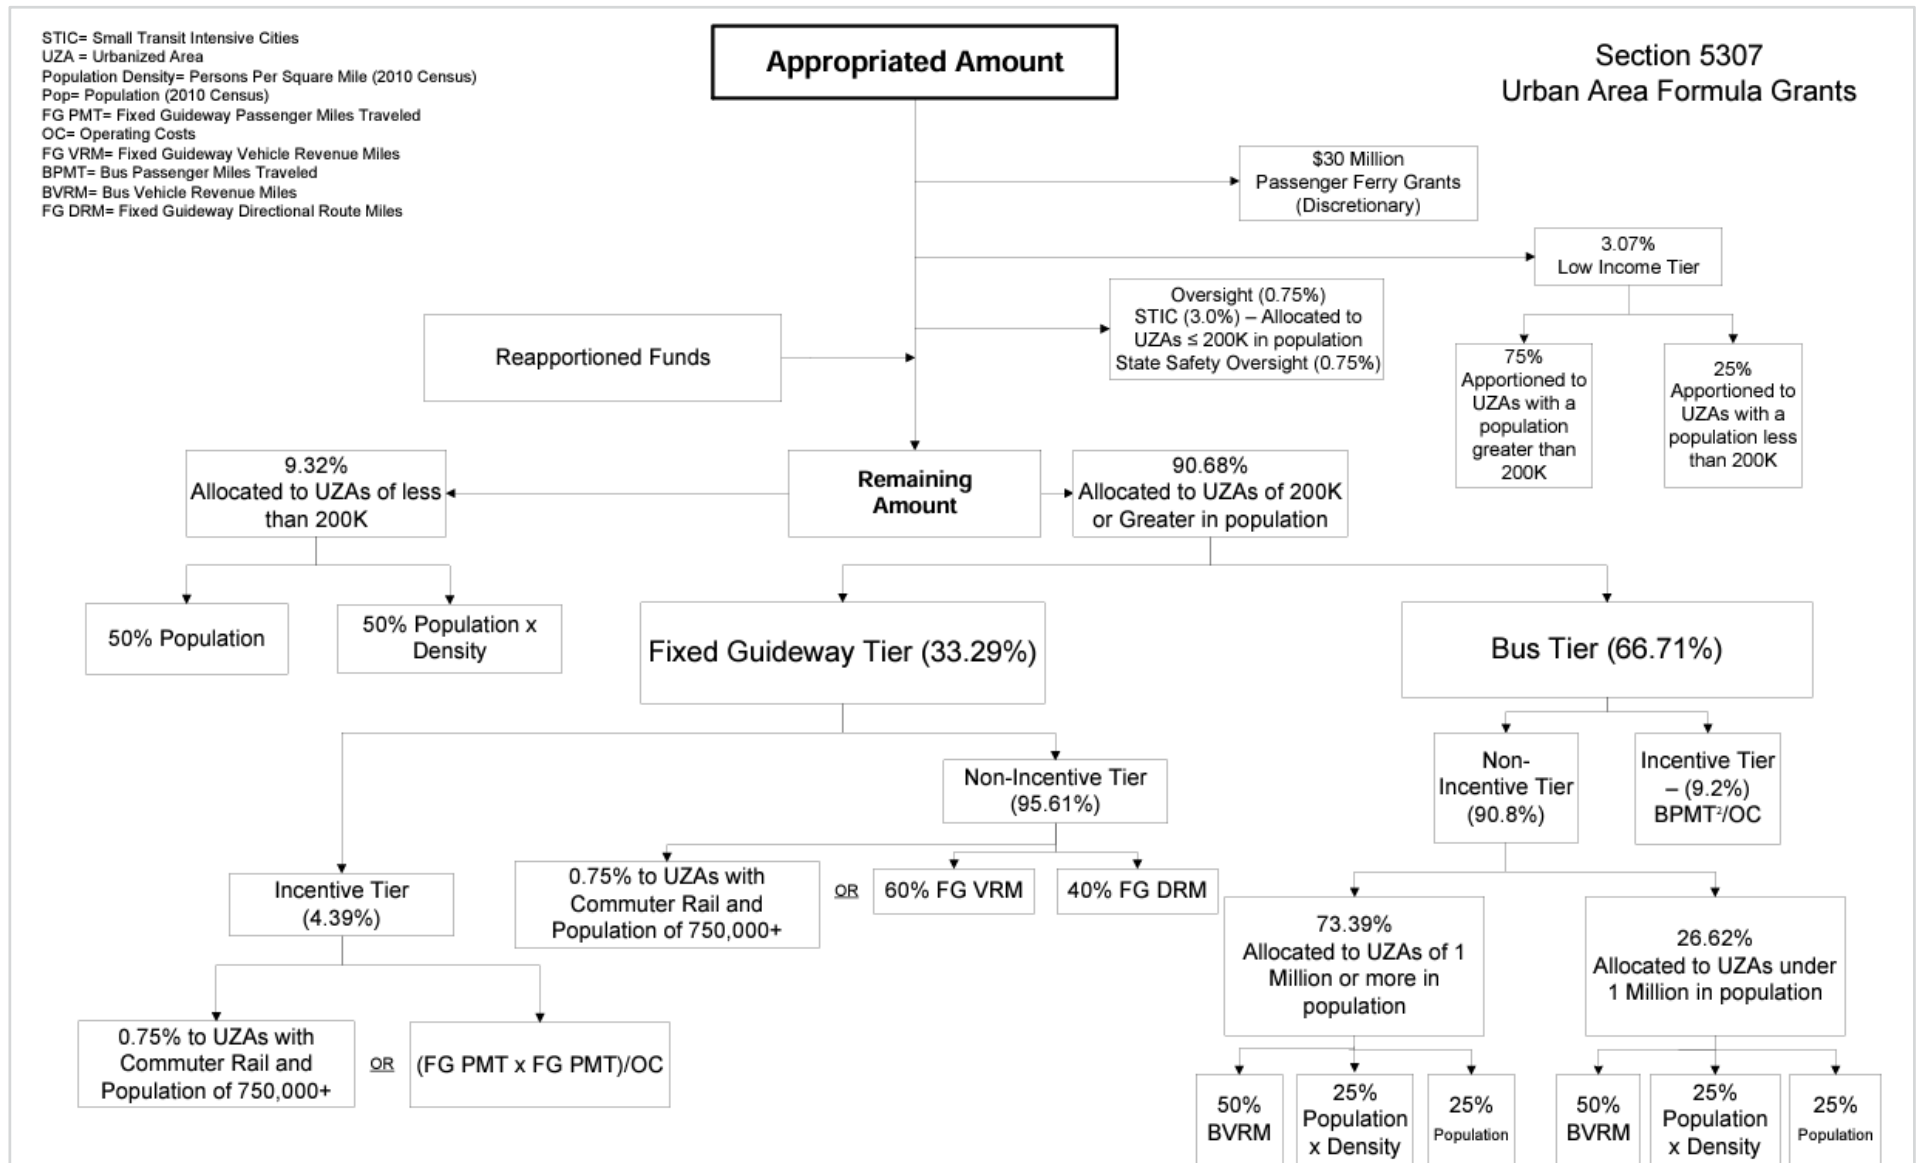 STIC= Small Transit Intensive Cities
UZA = Urbanized Area
Population Density= Persons Per Square Mile (2010 Census)
Pop= Population (2010 Census)
FG PMT= Fixed Guideway Passenger Miles Traveled
OC= Operating Costs
FG VRM= Fixed Guideway Vehicle Revenue Miles
BPMT= Bus Passenger Miles Traveled
BVRM= Bus Vehicle Revenue Miles
FG DRM= Fixed Guideway Directional Route Miles
Appropriated Amount
Section 5307
Urban Area Formula Grants
$30 Million
Passenger Ferry Grants
(Discretionary)
3.07%
Low Income Tier
Oversight (0.75%)
STIC (3.0%) – Allocated to
UZAs ≤ 200K in population
State Safety Oversight (0.75%)
Reapportioned Funds
75%
Apportioned to
UZAs with a
population
greater than
200K
25%
Apportioned to
UZAs with a
population less
than 200K
9.32%
Allocated to UZAs of less
than 200K
Remaining
Amount
90.68%
Allocated to UZAs of 200K
or Greater in population
50% Population
50% Population x
Density
Fixed Guideway Tier (33.29%)
Bus Tier (66.71%)
Non-Incentive Tier
(95.61%)
Non-
Incentive Tier
(90.8%)
Incentive Tier
– (9.2%)
BPMT²/OC
Incentive Tier
(4.39%)
0.75% to UZAs with
Commuter Rail and
Population of 750,000+
OR
60% FG VRM
40% FG DRM
73.39%
Allocated to UZAs of 1
Million or more in
population
26.62%
Allocated to UZAs under
1 Million in population
0.75% to UZAs with
Commuter Rail and
Population of 750,000+
OR
(FG PMT x FG PMT)/OC
50%
BVRM
25%
Population
x Density
25%
Population
50%
BVRM
25%
Population
x Density
25%
Population